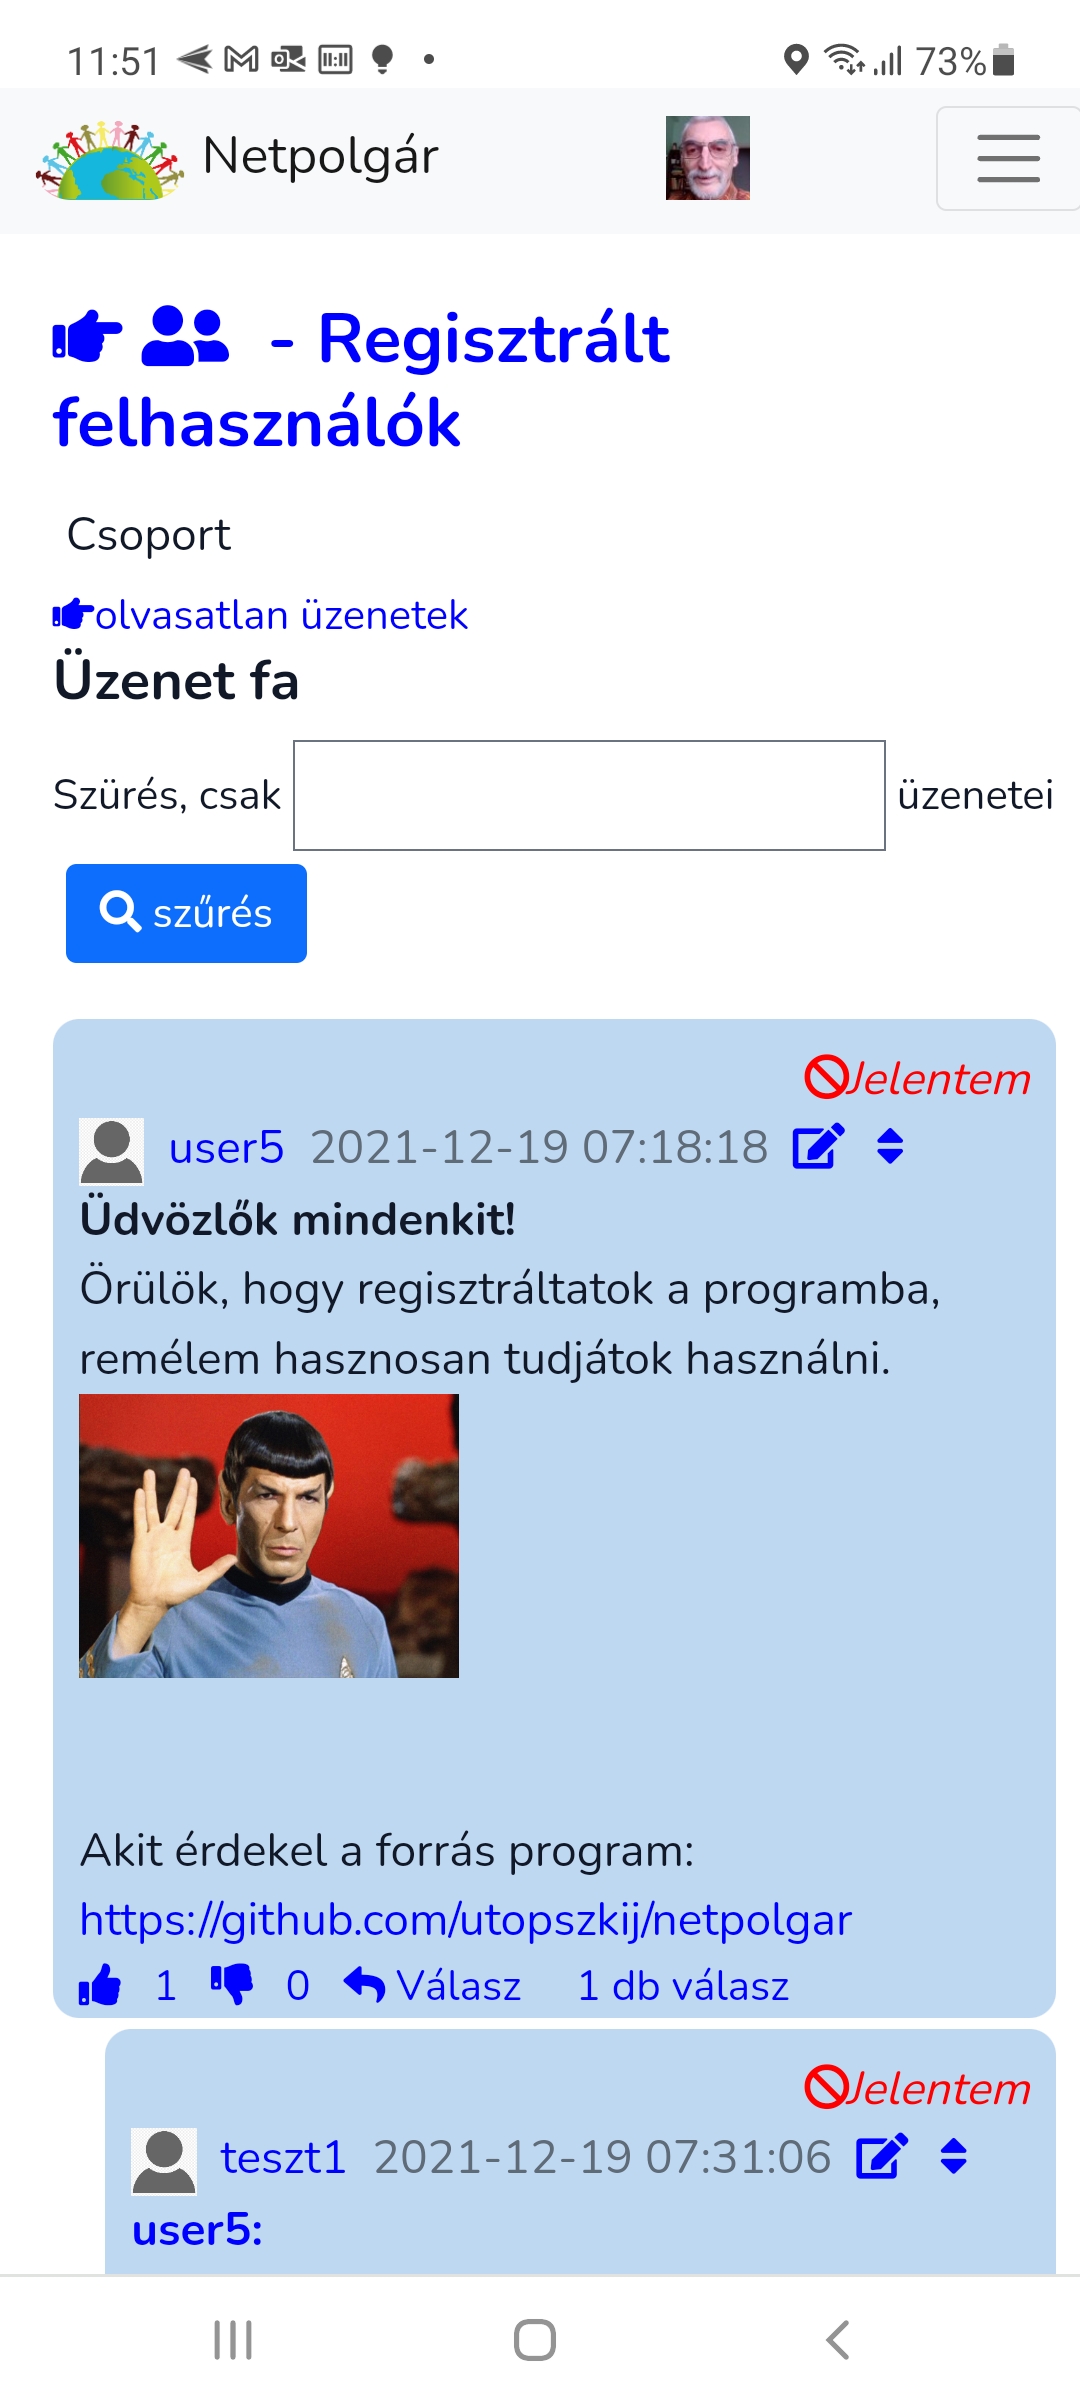 11:51 73%
Netpolgár
- Regisztrált
felhasználók
Csoport
olvasatlan üzenetek
Üzenet fa
Szürés, csak üzenetei
szűrés
Jelentem
user5 2021-12-19 07:18:18
Üdvözlők mindenkit!
Örülök, hogy regisztráltatok a programba,
remélem hasznosan tudjátok használni.
Akit érdekel a forrás program:
https://github.com/utopszkij/netpolgar
1 0 Válasz 1 db válasz
Jelentem
teszt1 2021-12-19 07:31:06
user5: